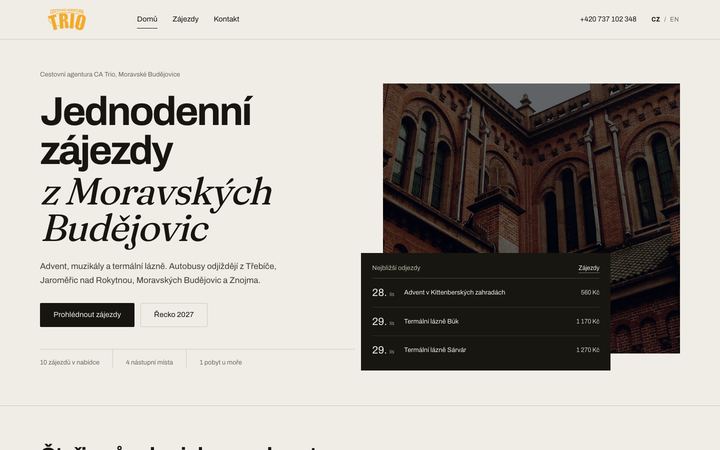 TRIO
Domů
Zájezdy
Kontakt
+420 737 102 348
CZ / EN
Cestovní agentura CA Trio, Moravské Budějovice
Jednodenní
zájezdy
z Moravských
Budějovic
Advent, muzikály a termální lázně. Autobusy odjíždějí z Třebíče,
Jaroměřic nad Rokytnou, Moravských Budějovic a Znojma.
Prohlédnout zájezdy
Řecko 2027
10 zájezdů v nabídce
4 nástupní místa
1 pobyt u moře
Nejbližší odjezdy
Zájezdy
28. Advent v Kittenberských zahradách 560 Kč
29. Termální lázně Bük 1 170 Kč
29. Termální lázně Sárvár 1 270 Kč